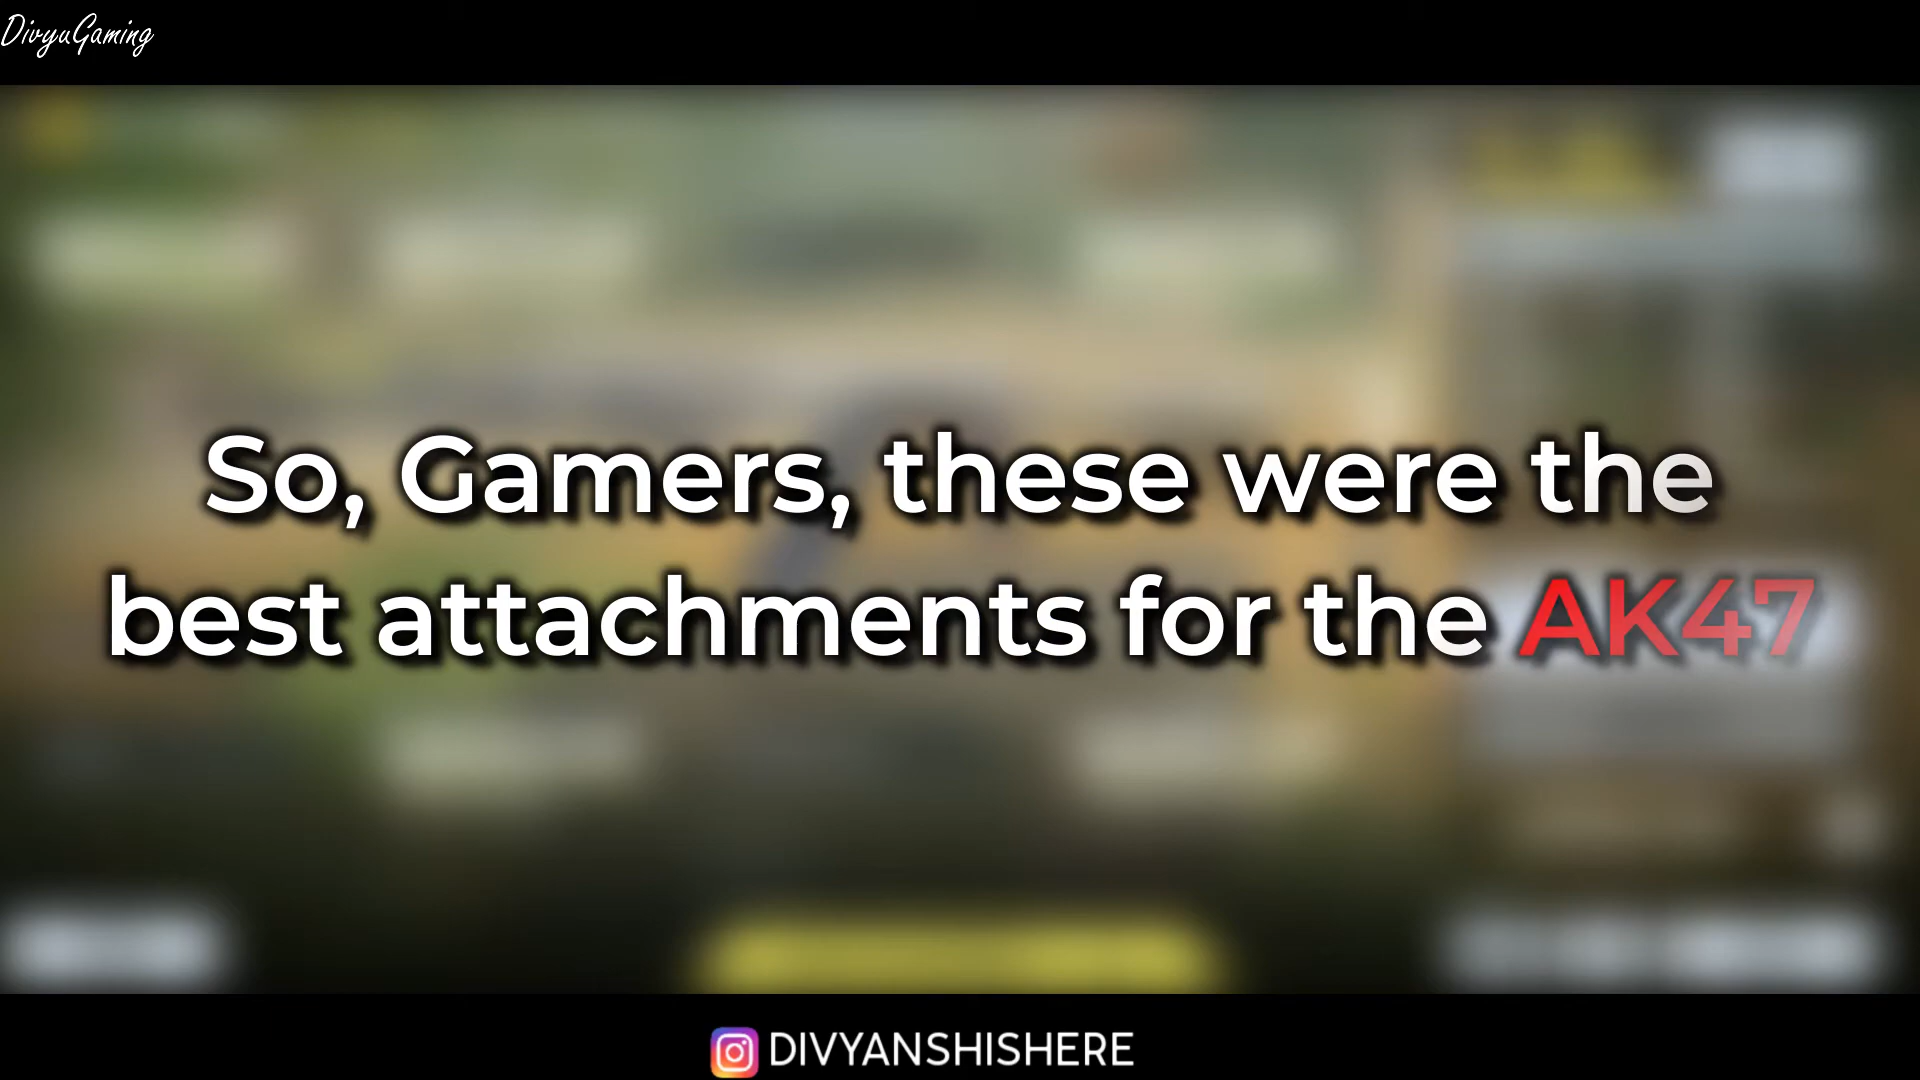 DivyuGaming
So, Gamers, these were the
best attachments for the AK47
DIVYANSHISHERE